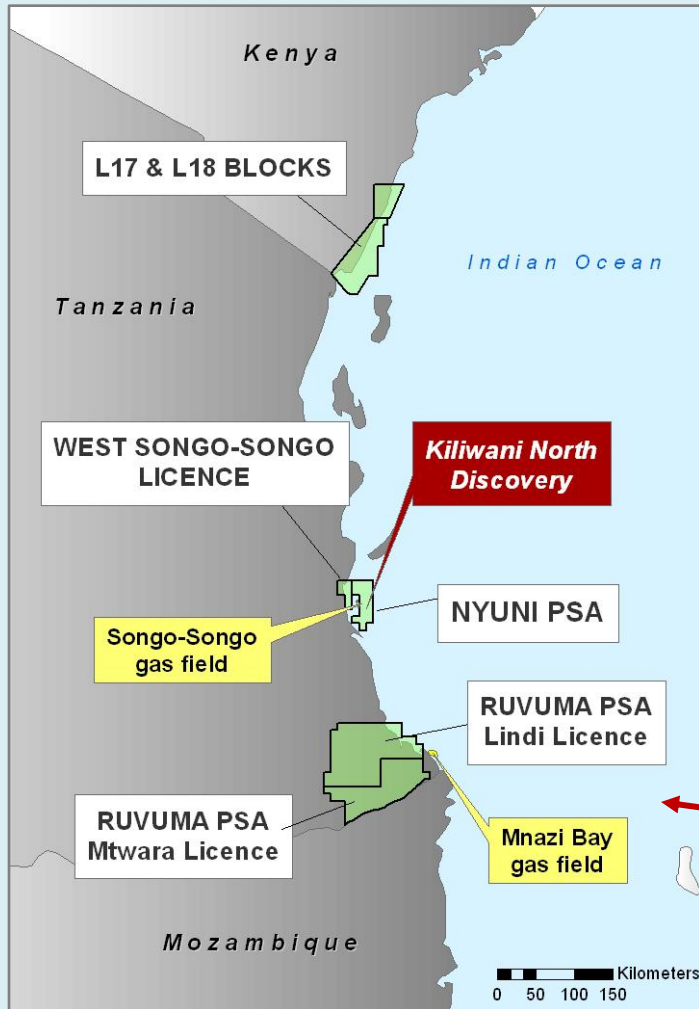 Kenya
L17 & L18 BLOCKS
Indian Ocean
Tanzania
WEST SONGO-SONGO
LICENCE
Kiliwani North
Discovery
NYUNI PSA
Songo-Songo
gas field
RUVUMA PSA
Lindi Licence
RUVUMA PSA
Mtwara Licence
Mnazi Bay
gas field
Mozambique
Kilometers
0 50 100 150